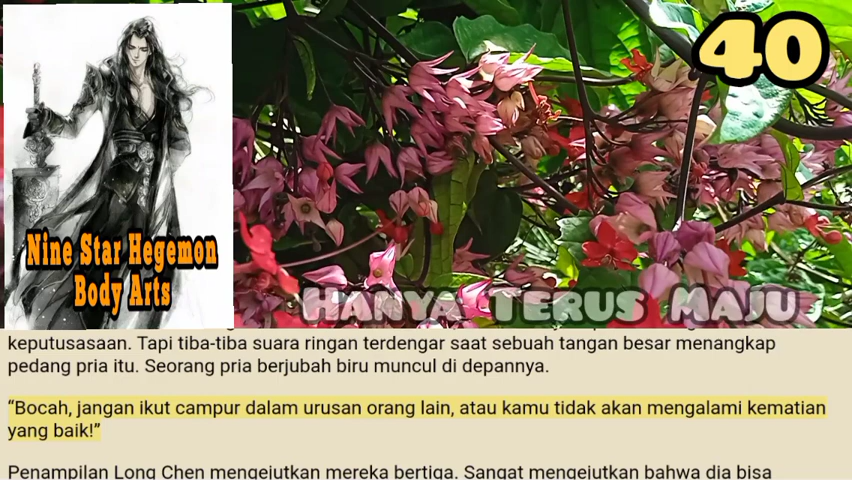 40
Nine Star Hegemon
Body Arts
Hanya Terus Maju
keputusasaan. Tapi tiba-tiba suara ringan terdengar saat sebuah tangan besar menangkap
pedang pria itu. Seorang pria berjubah biru muncul di depannya.
“Bocah, jangan ikut campur dalam urusan orang lain, atau kamu tidak akan mengalami kematian
yang baik!”
Penampilan Long Chen mengejutkan mereka bertiga. Sangat mengejutkan bahwa dia bisa